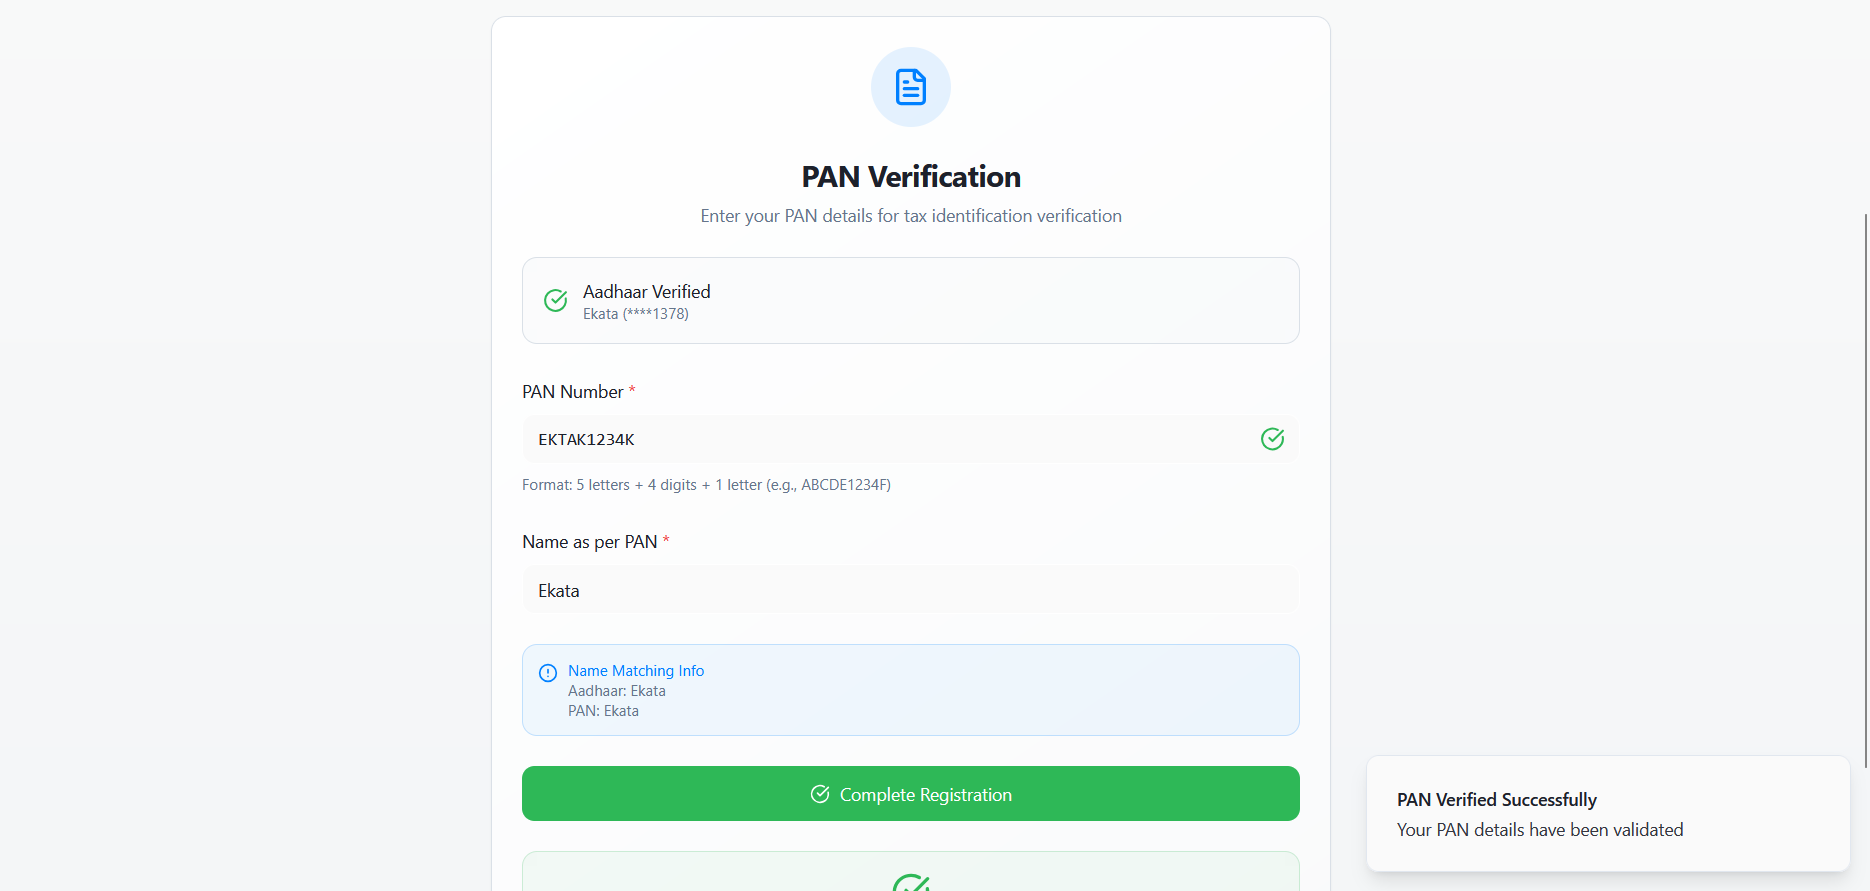 PAN Verification
Enter your PAN details for tax identification verification
Aadhaar Verified
Ekata (****1378)
PAN Number *
EKTAK1234K
Format: 5 letters + 4 digits + 1 letter (e.g., ABCDE1234F)
Name as per PAN *
Ekata
Name Matching Info
Aadhaar: Ekata
PAN: Ekata
Complete Registration
PAN Verified Successfully
Your PAN details have been validated